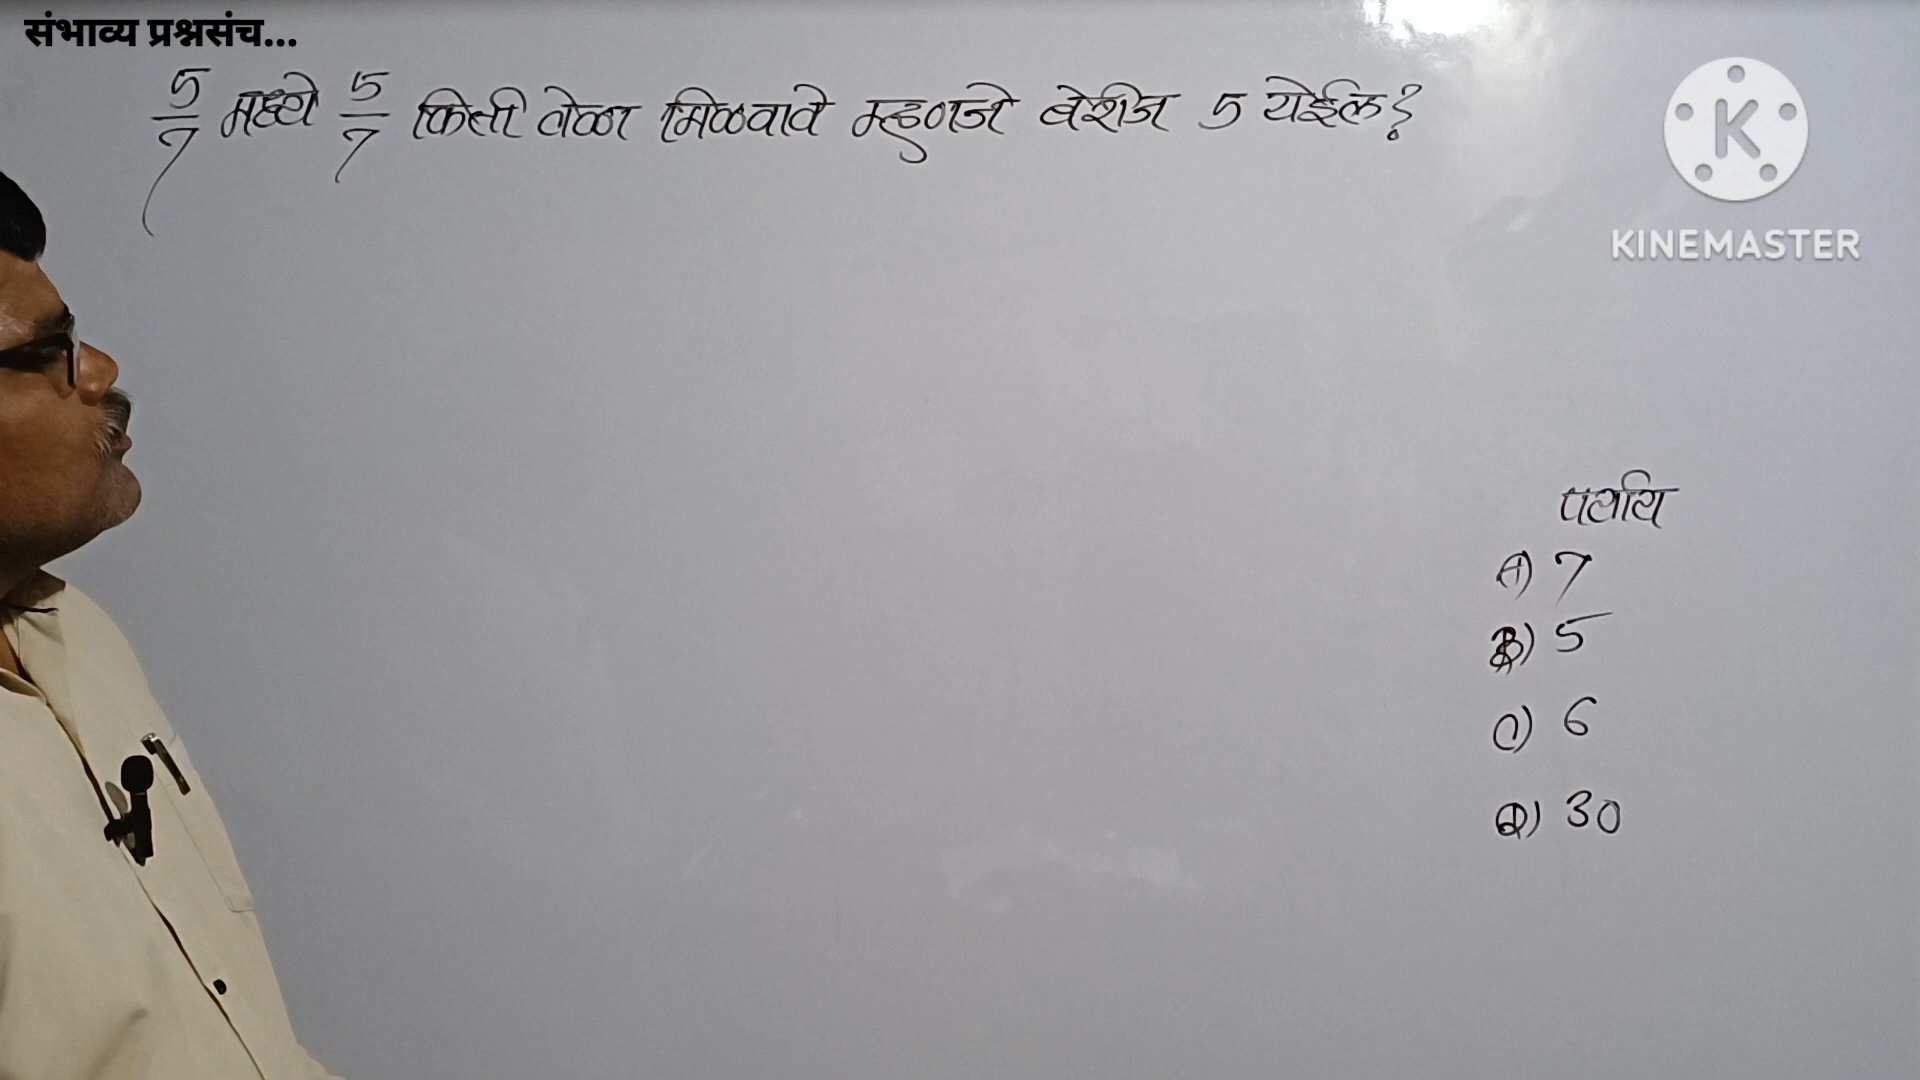 संभाव्य प्रश्नसंच...
5/7 मध्ये 5/7 किती वेळा मिळवावे म्हणजे बेरीज 5 येईल?
K
KINEMASTER
पर्याय
A) 7
B) 5
C) 6
D) 30